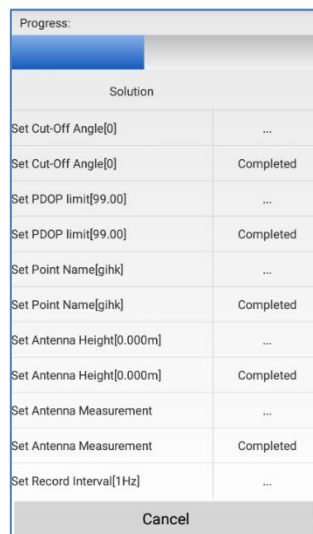 Progress:
Solution
Set Cut-Off Angle[0] ...
Set Cut-Off Angle[0] Completed
Set PDOP limit[99.00] ...
Set PDOP limit[99.00] Completed
Set Point Name[gihk] ...
Set Point Name[gihk] Completed
Set Antenna Height[0.000m] ...
Set Antenna Height[0.000m] Completed
Set Antenna Measurement ...
Set Antenna Measurement Completed
Set Record Interval[1Hz] ...
Cancel